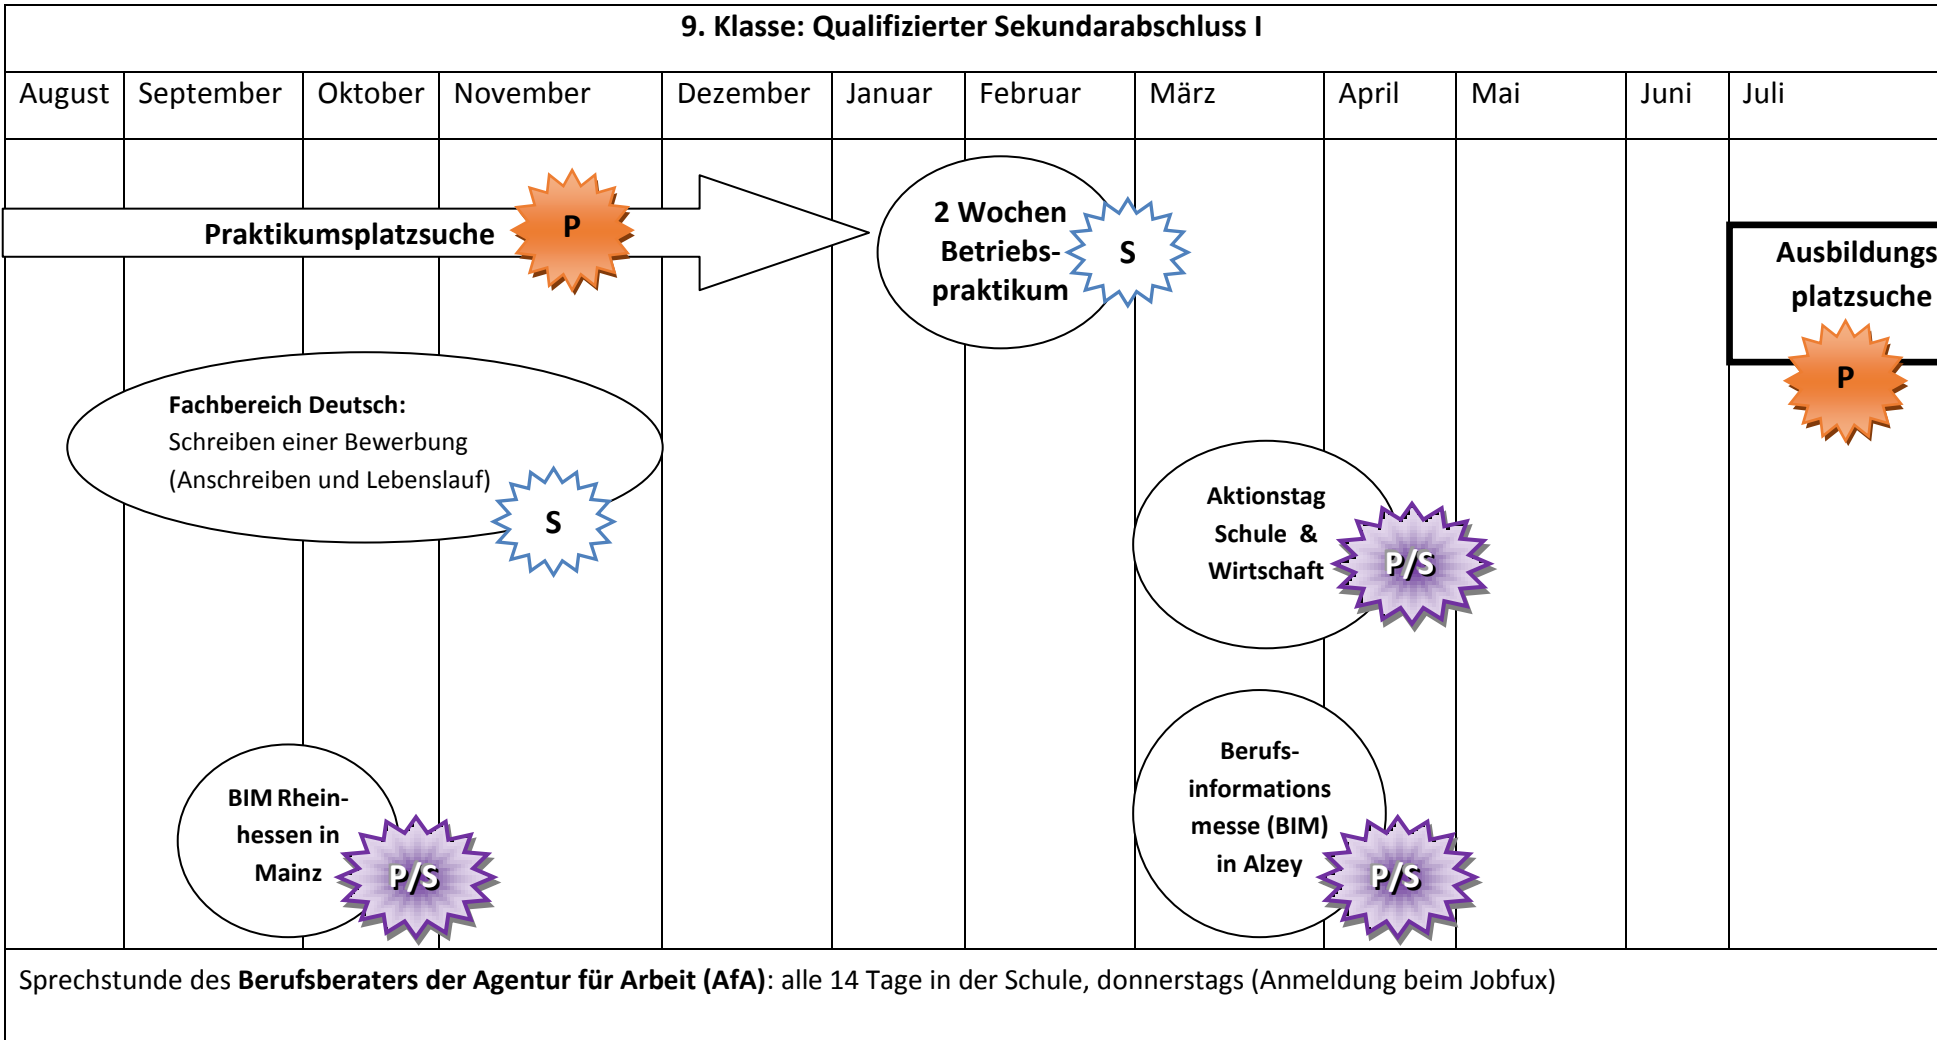 9. Klasse: Qualifizierter Sekundarabschluss I
August September Oktober November Dezember Januar Februar März April Mai Juni Juli
Praktikumsplatzsuche
P
2 Wochen
Betriebs-
praktikum
S
Ausbildungs
platzsuche
P
Fachbereich Deutsch:
Schreiben einer Bewerbung
(Anschreiben und Lebenslauf)
S
Aktionstag
Schule &
Wirtschaft
P/S
BIM Rhein-
hessen in
Mainz
P/S
Berufs-
informations
messe (BIM)
in Alzey
P/S
Sprechstunde des Berufsberaters der Agentur für Arbeit (AfA): alle 14 Tage in der Schule, donnerstags (Anmeldung beim Jobfux)